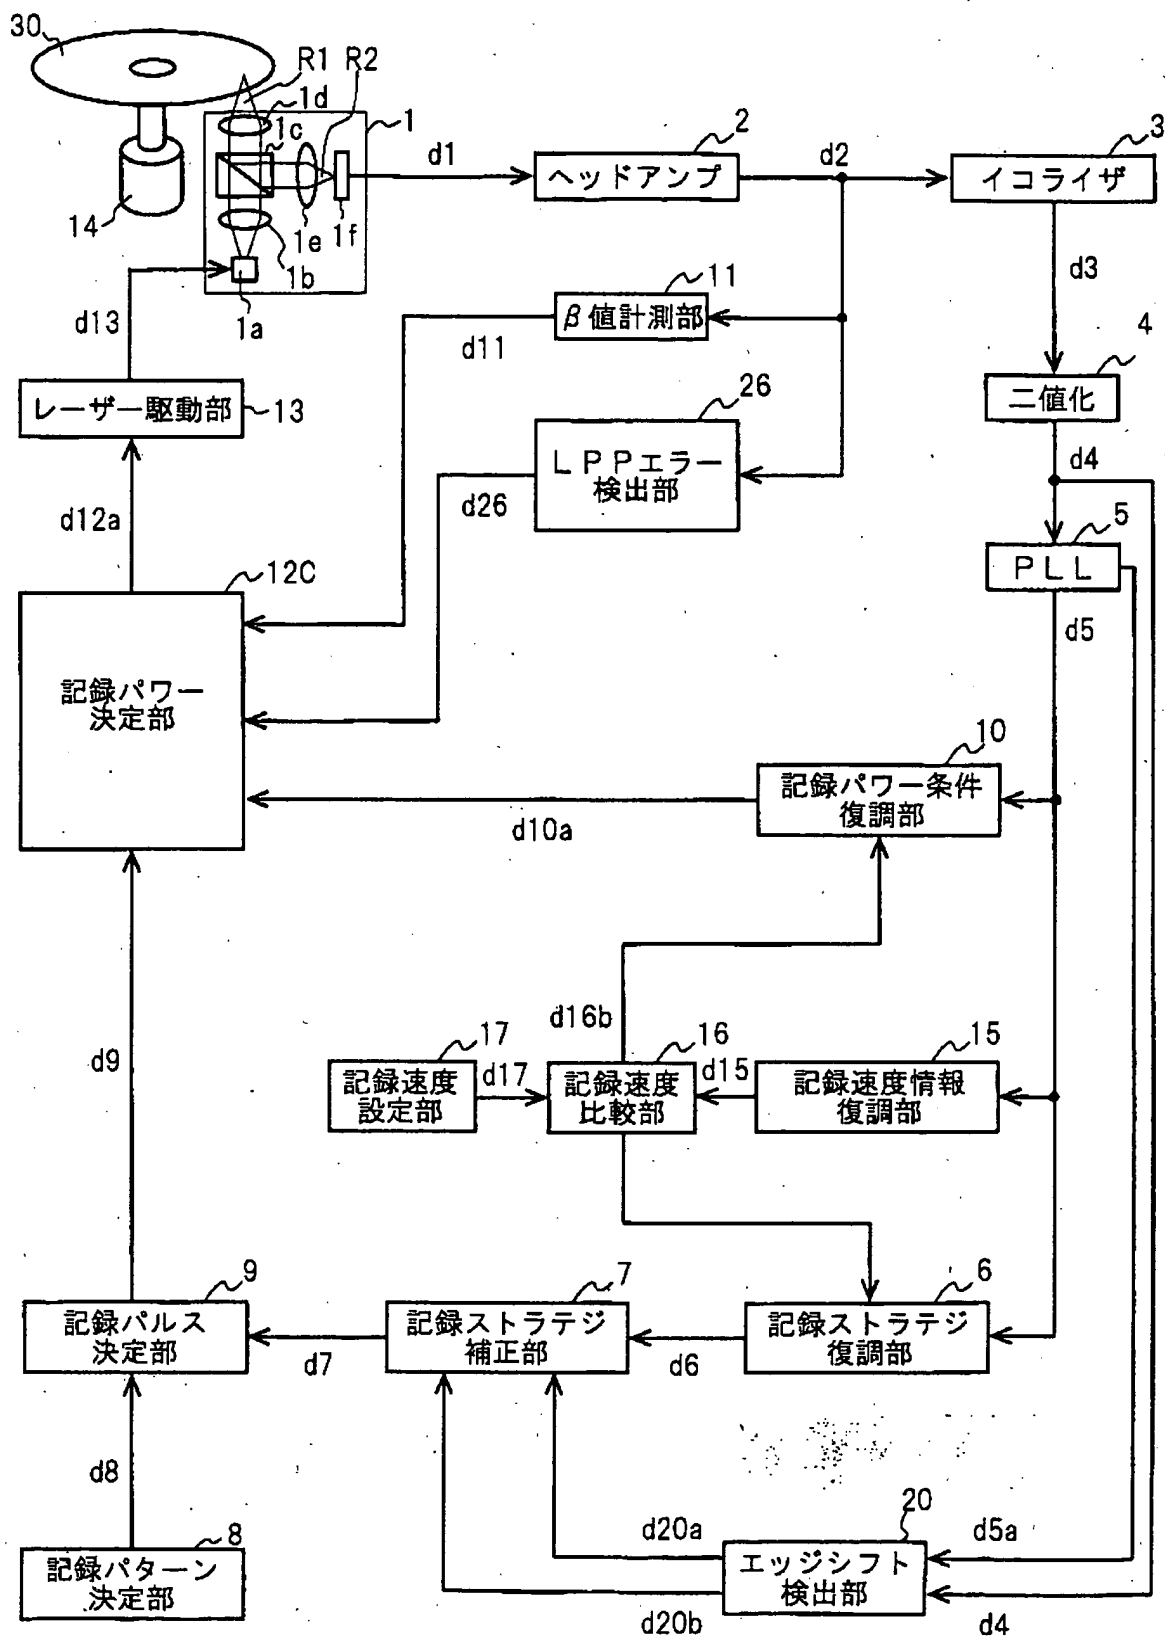 30
R1
R2
1d
1
1c
d1
2
ヘッドアンプ
d2
3
イコライザ
14
1e
1f
1b
1a
d13
d3
11
β値計測部
d11
4
二値化
レーザー駆動部
13
26
LPPエラー
検出部
d26
d4
5
PLL
d12a
12C
d5
記録パワー
決定部
10
記録パワー条件
復調部
d10a
d16b
d9
17
記録速度
設定部
d17
16
記録速度
比較部
d15
15
記録速度情報
復調部
9
記録パルス
決定部
d7
7
記録ストラテジ
補正部
d6
6
記録ストラテジ
復調部
d8
8
記録パターン
決定部
d20a
d20b
20
エッジシフト
検出部
d5a
d4